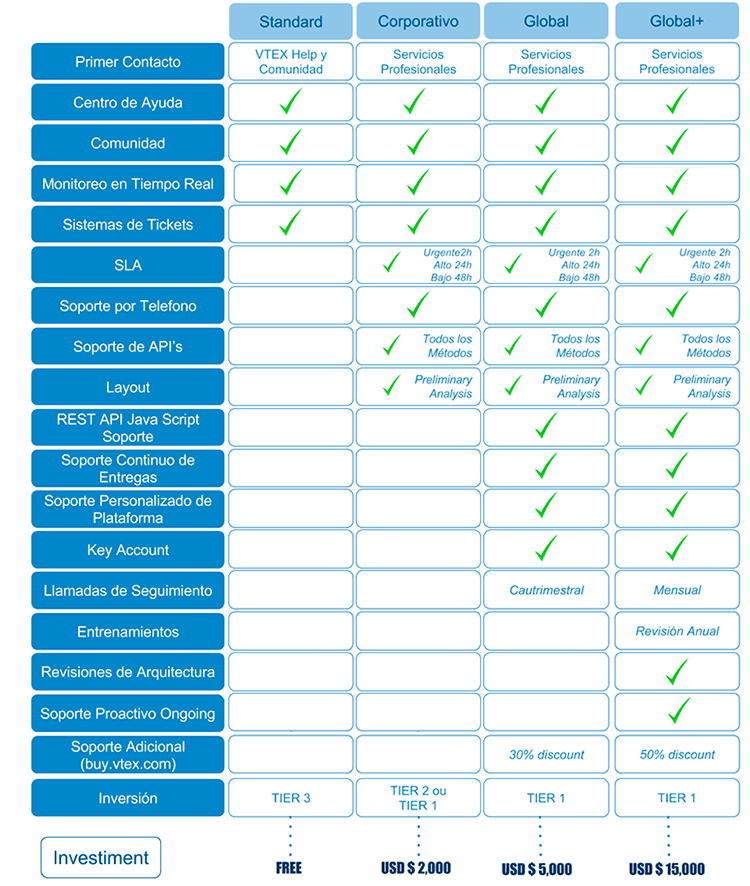 Standard Corporativo Global Global+
Primer Contacto
VTEX Help y
Comunidad
Servicios
Profesionales
Servicios
Profesionales
Servicios
Profesionales
Centro de Ayuda
Comunidad
Monitoreo en Tiempo Real
Sistemas de Tickets
SLA
Urgente2h
Alto 24h
Bajo 48h
Urgente 2h
Alto 24h
Bajo 48h
Urgente 2h
Alto 24h
Bajo 48h
Soporte por Telefono
Soporte de API's
Todos los
Métodos
Todos los
Métodos
Todos los
Métodos
Layout
Preliminary
Analysis
Preliminary
Analysis
Preliminary
Analysis
REST API Java Script
Soporte
Soporte Continuo de
Entregas
Soporte Personalizado de
Plataforma
Key Account
Llamadas de Seguimiento
Cautrimestral
Mensual
Entrenamientos
Revisión Anual
Revisiones de Arquitectura
Soporte Proactivo Ongoing
Soporte Adicional
(buy.vtex.com)
30% discount
50% discount
Inversión
TIER 3
TIER 2 ou
TIER 1
TIER 1
TIER 1
Investiment
FREE
USD $ 2,000
USD $ 5,000
USD $ 15,000